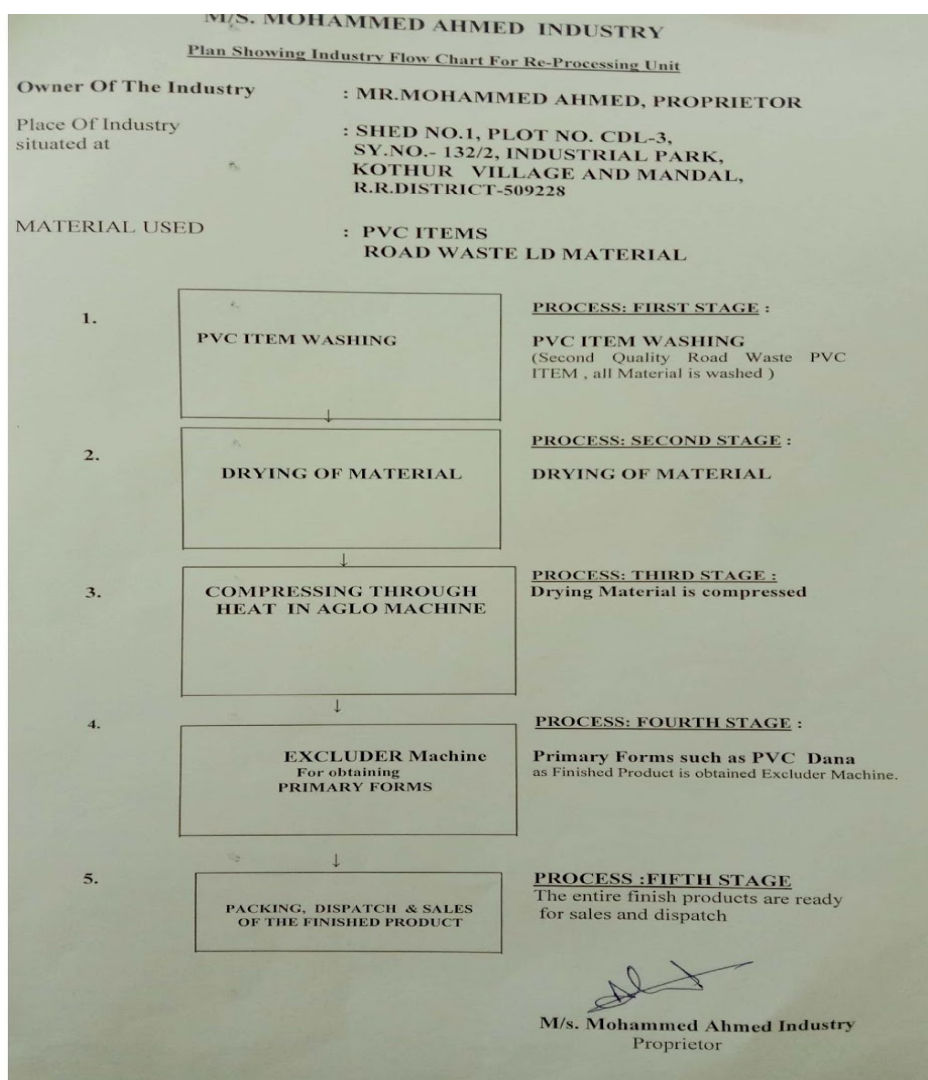 M/S. MOHAMMED AHMED INDUSTRY
Plan Showing Industry Flow Chart For Re-Processing Unit
Owner Of The Industry : MR.MOHAMMED AHMED, PROPRIETOR
Place Of Industry : SHED NO.1, PLOT NO. CDL-3,
situated at SY.NO.- 132/2, INDUSTRIAL PARK,
KOTHUR VILLAGE AND MANDAL,
R.R.DISTRICT-509228
MATERIAL USED : PVC ITEMS
ROAD WASTE LD MATERIAL
1.
PVC ITEM WASHING
PROCESS: FIRST STAGE :
PVC ITEM WASHING
(Second Quality Road Waste PVC
ITEM , all Material is washed )
↓
2.
DRYING OF MATERIAL
PROCESS: SECOND STAGE :
DRYING OF MATERIAL
↓
3.
COMPRESSING THROUGH
HEAT IN AGLO MACHINE
PROCESS: THIRD STAGE :
Drying Material is compressed
↓
4.
EXCLUDER Machine
For obtaining
PRIMARY FORMS
PROCESS: FOURTH STAGE :
Primary Forms such as PVC Dana
as Finished Product is obtained Excluder Machine.
↓
5.
PACKING, DISPATCH & SALES
OF THE FINISHED PRODUCT
PROCESS :FIFTH STAGE
The entire finish products are ready
for sales and dispatch
M/s. Mohammed Ahmed Industry
Proprietor